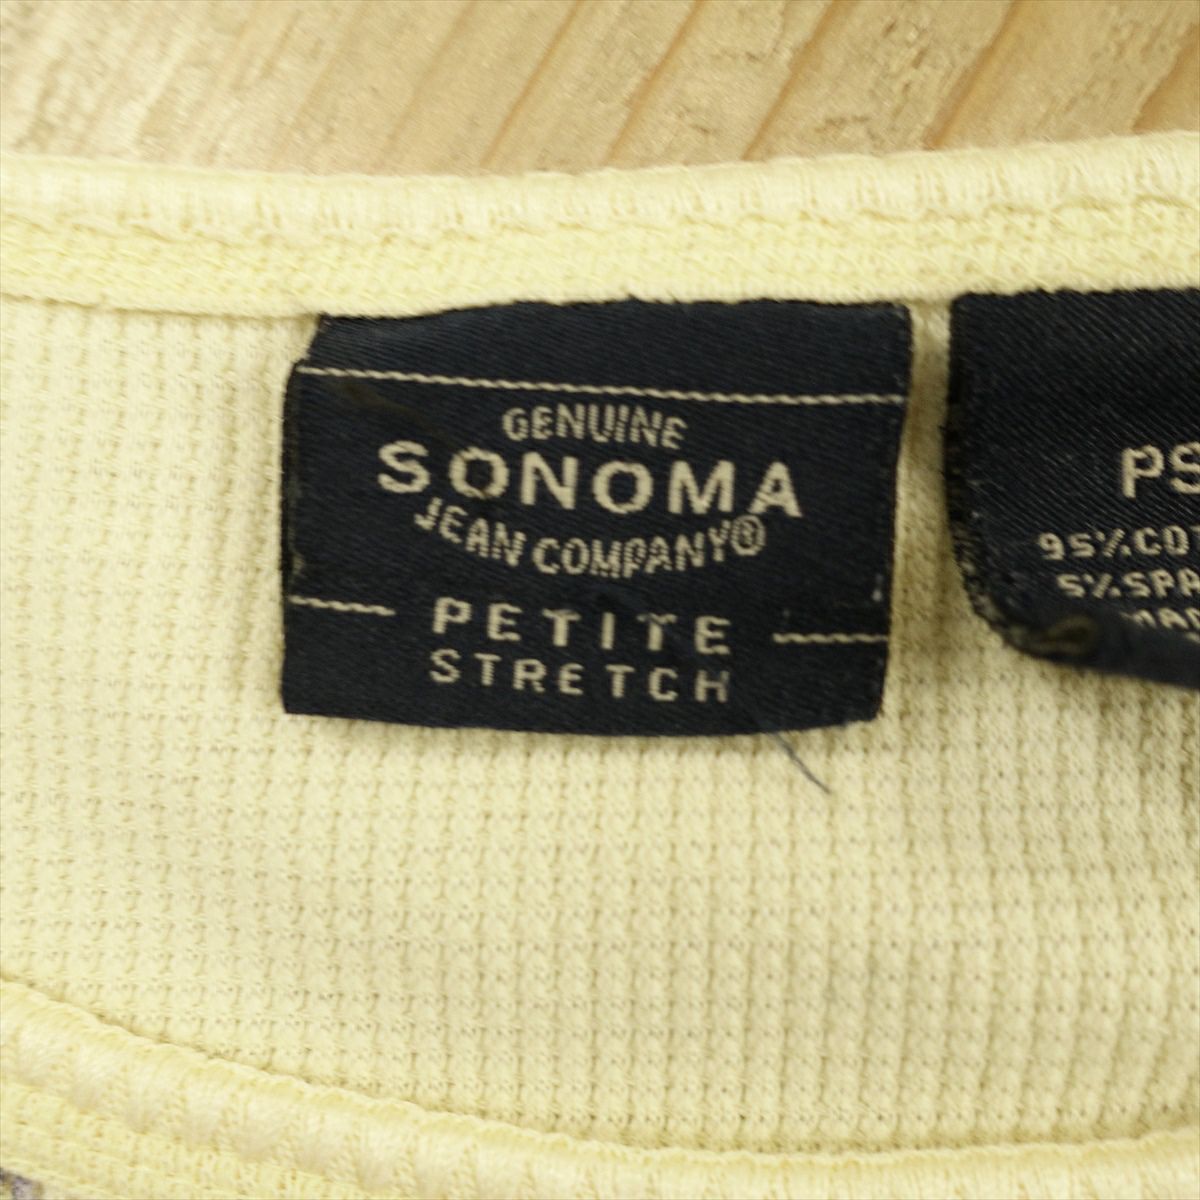 GENUINE
SONOMA
JEAN COMPANY®
PETITE
STRETCH
PS
95%COT
5%SPA